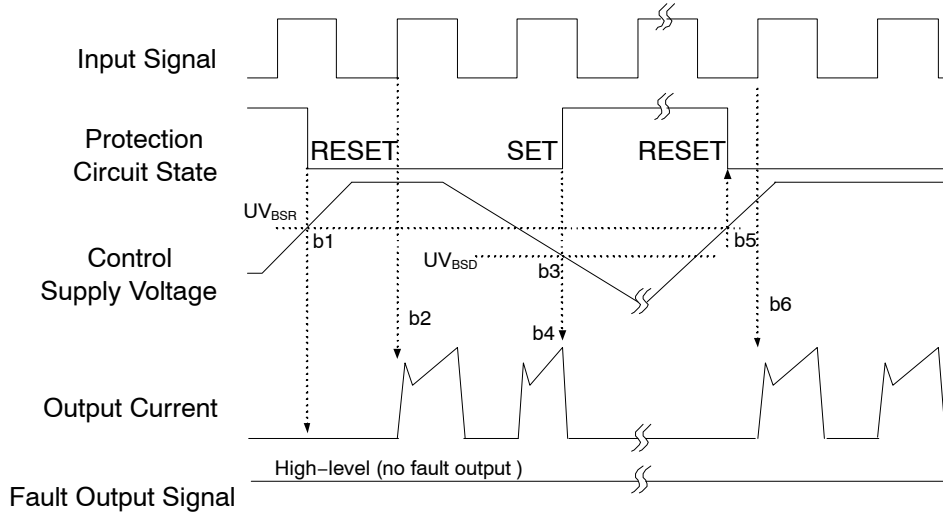 Input Signal
Protection
Circuit State
RESET
SET
RESET
UVBSR
b1
b5
UVBSD
b3
Control
Supply Voltage
b2
b4
b6
Output Current
High−level (no fault output )
Fault Output Signal